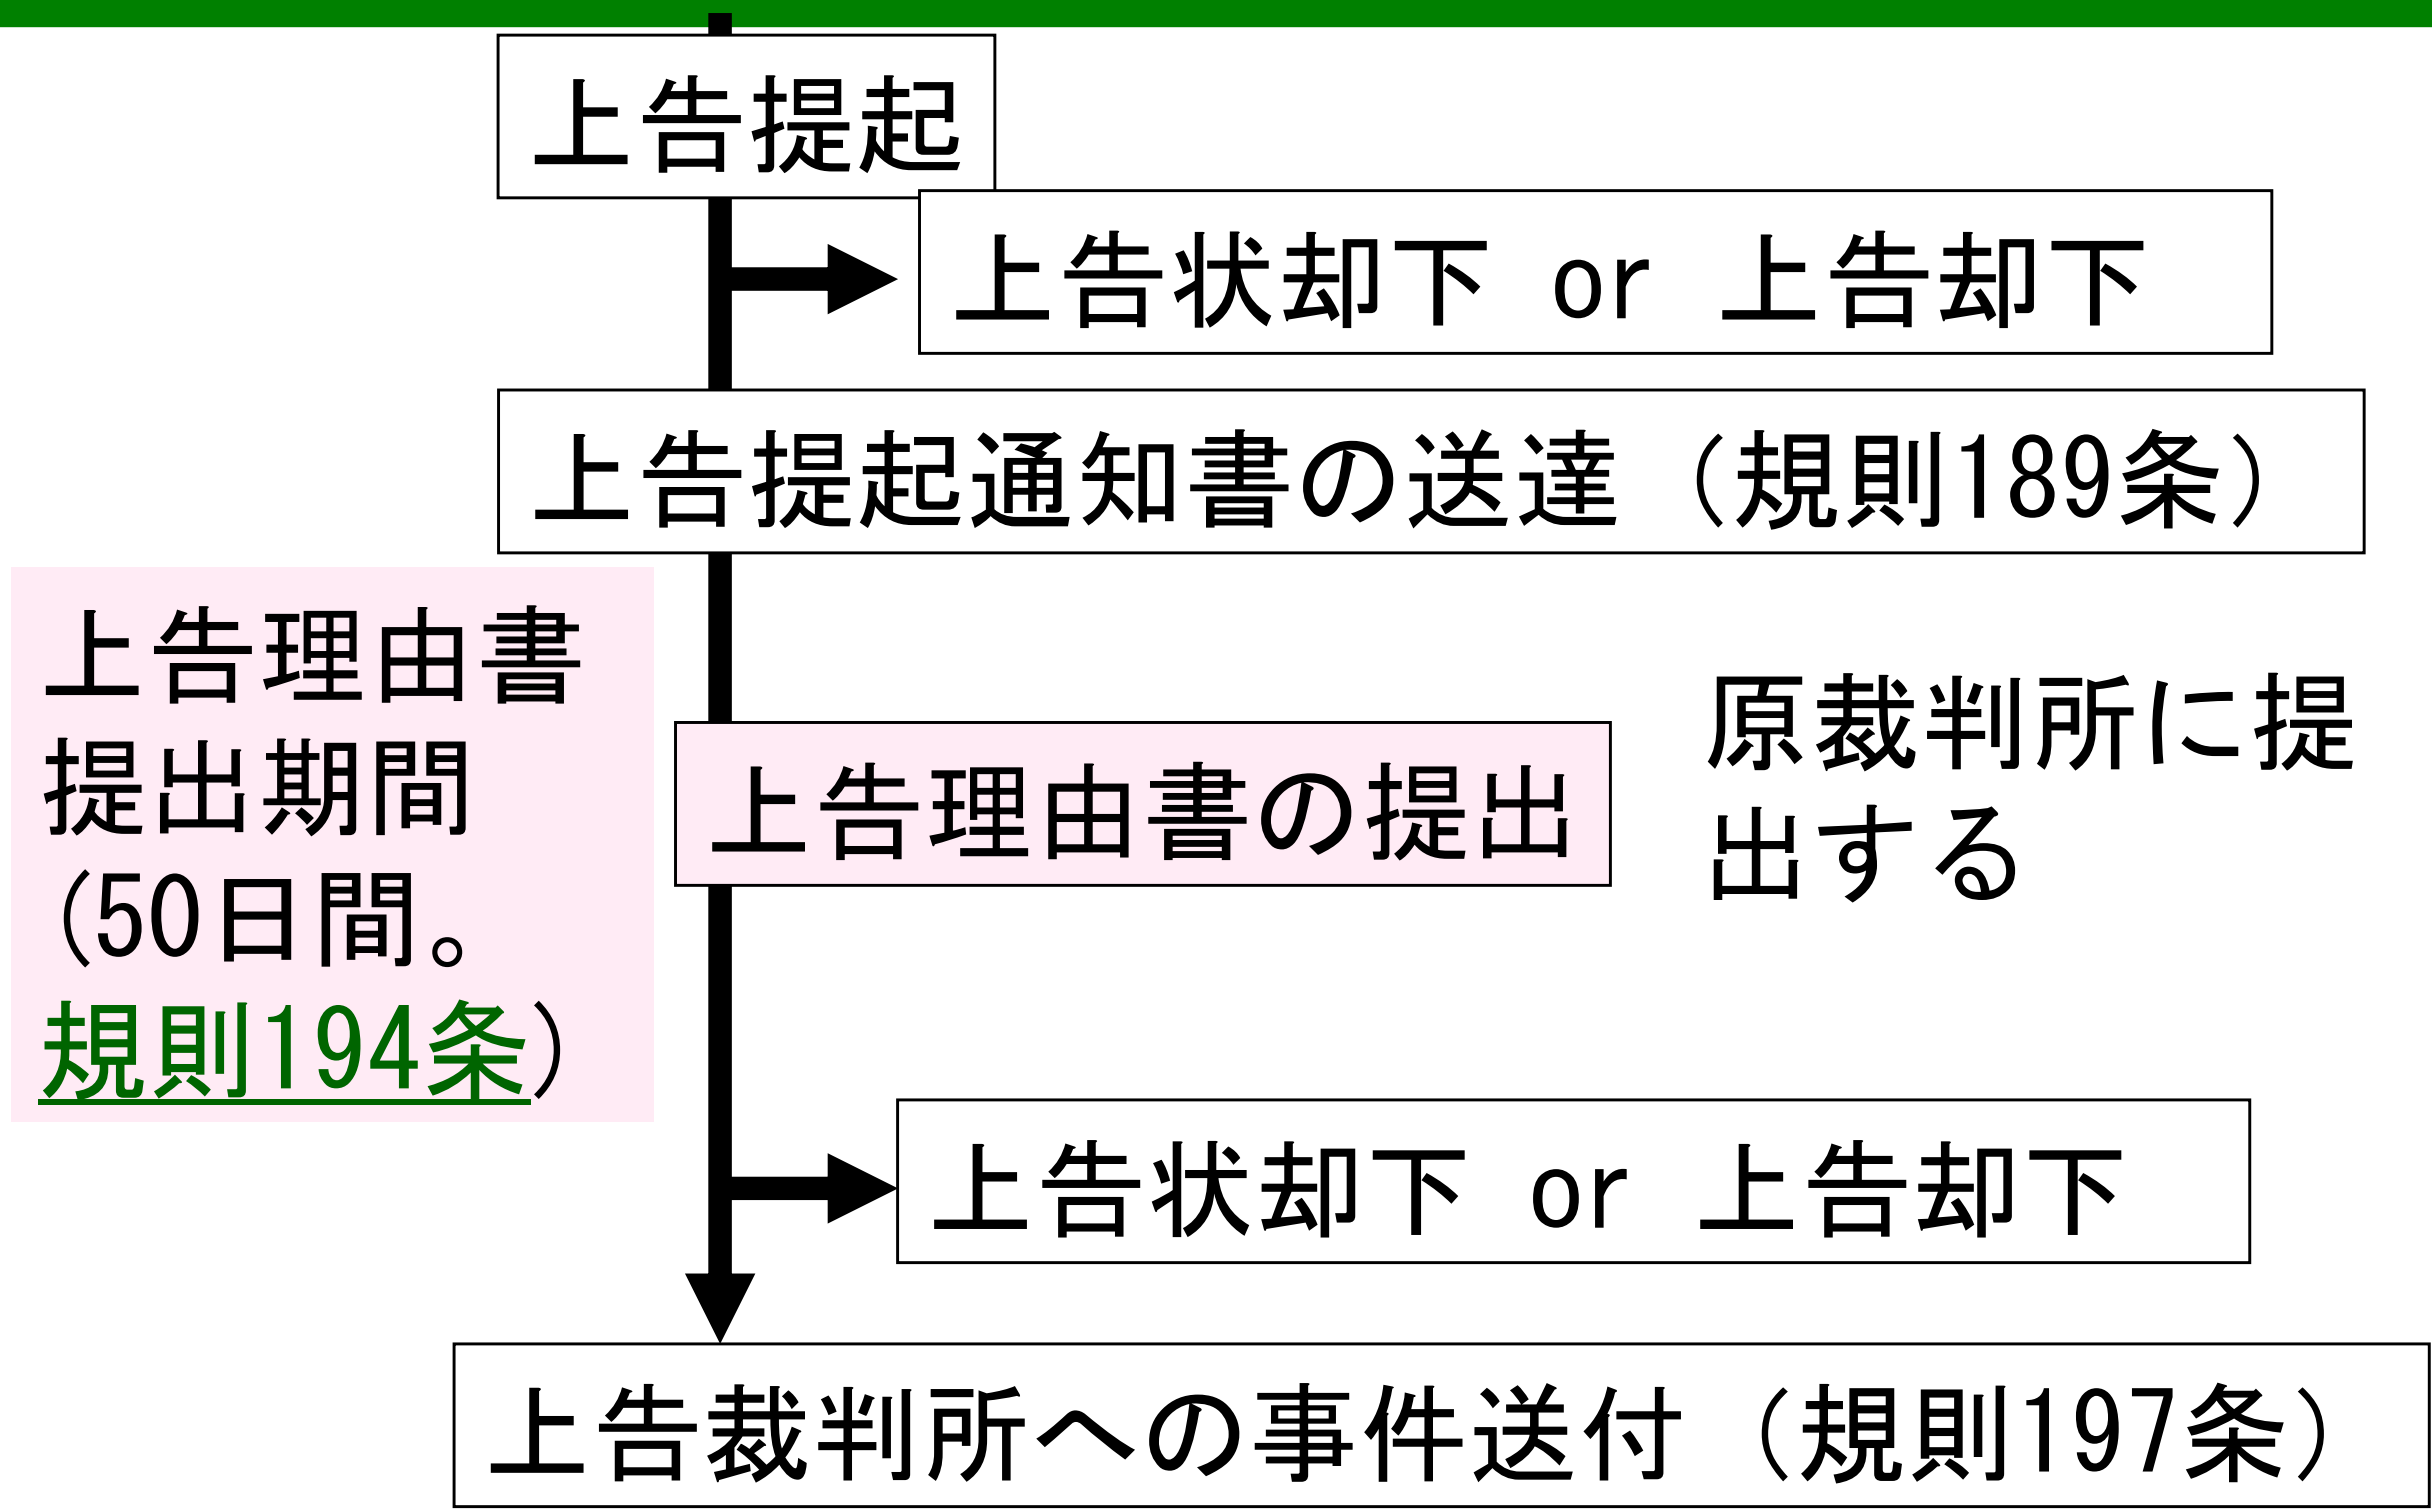 上告提起
上告状却下 or 上告却下
上告提起通知書の送達（規則189条）
上告理由書
提出期間
(50日間。
規則194条)
上告理由書の提出
原裁判所に提
出する
上告状却下 or 上告却下
上告裁判所への事件送付（規則197条）